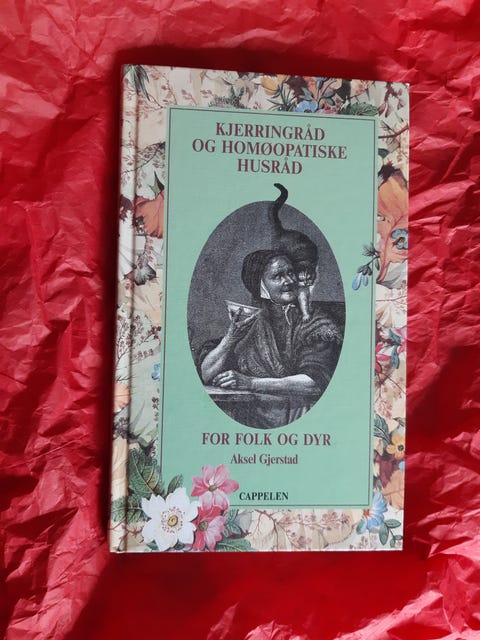 KJERRINGRÅD
OG HOMØOPATISKE
HUSRÅD
FOR FOLK OG DYR
Aksel Gjerstad
CAPPELEN